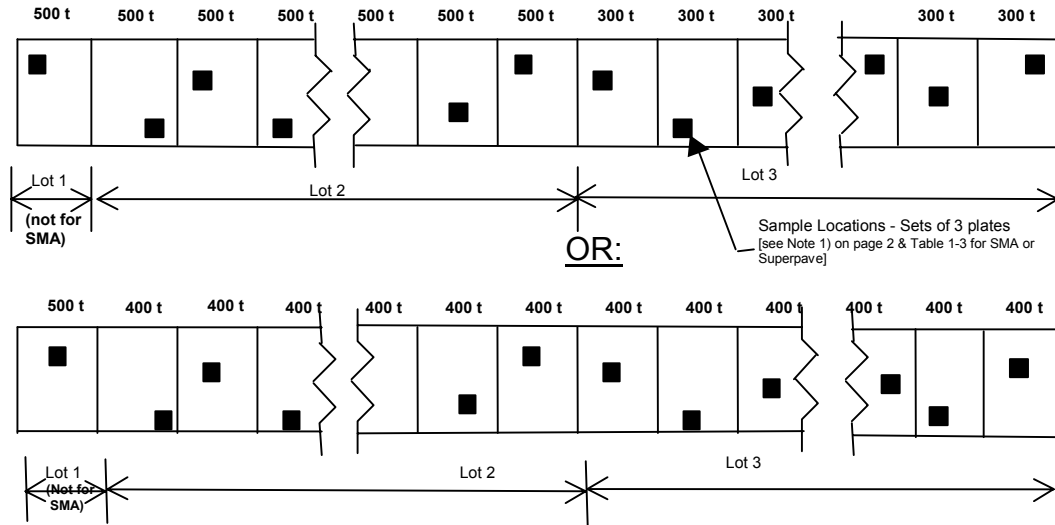 500 t 500 t 500 t 500 t 500 t 500 t 500 t 300 t 300 t 300 t 300 t 300 t
Lot 1
(not for
SMA)
Lot 2
Lot 3
Sample Locations - Sets of 3 plates
[see Note 1) on page 2 & Table 1-3 for SMA or
Superpave]
OR:
500 t 400 t 400 t 400 t 400 t 400 t 400 t 400 t 400 t 400 t 400 t 400 t 400 t
Lot 1
(Not for
SMA)
Lot 2
Lot 3